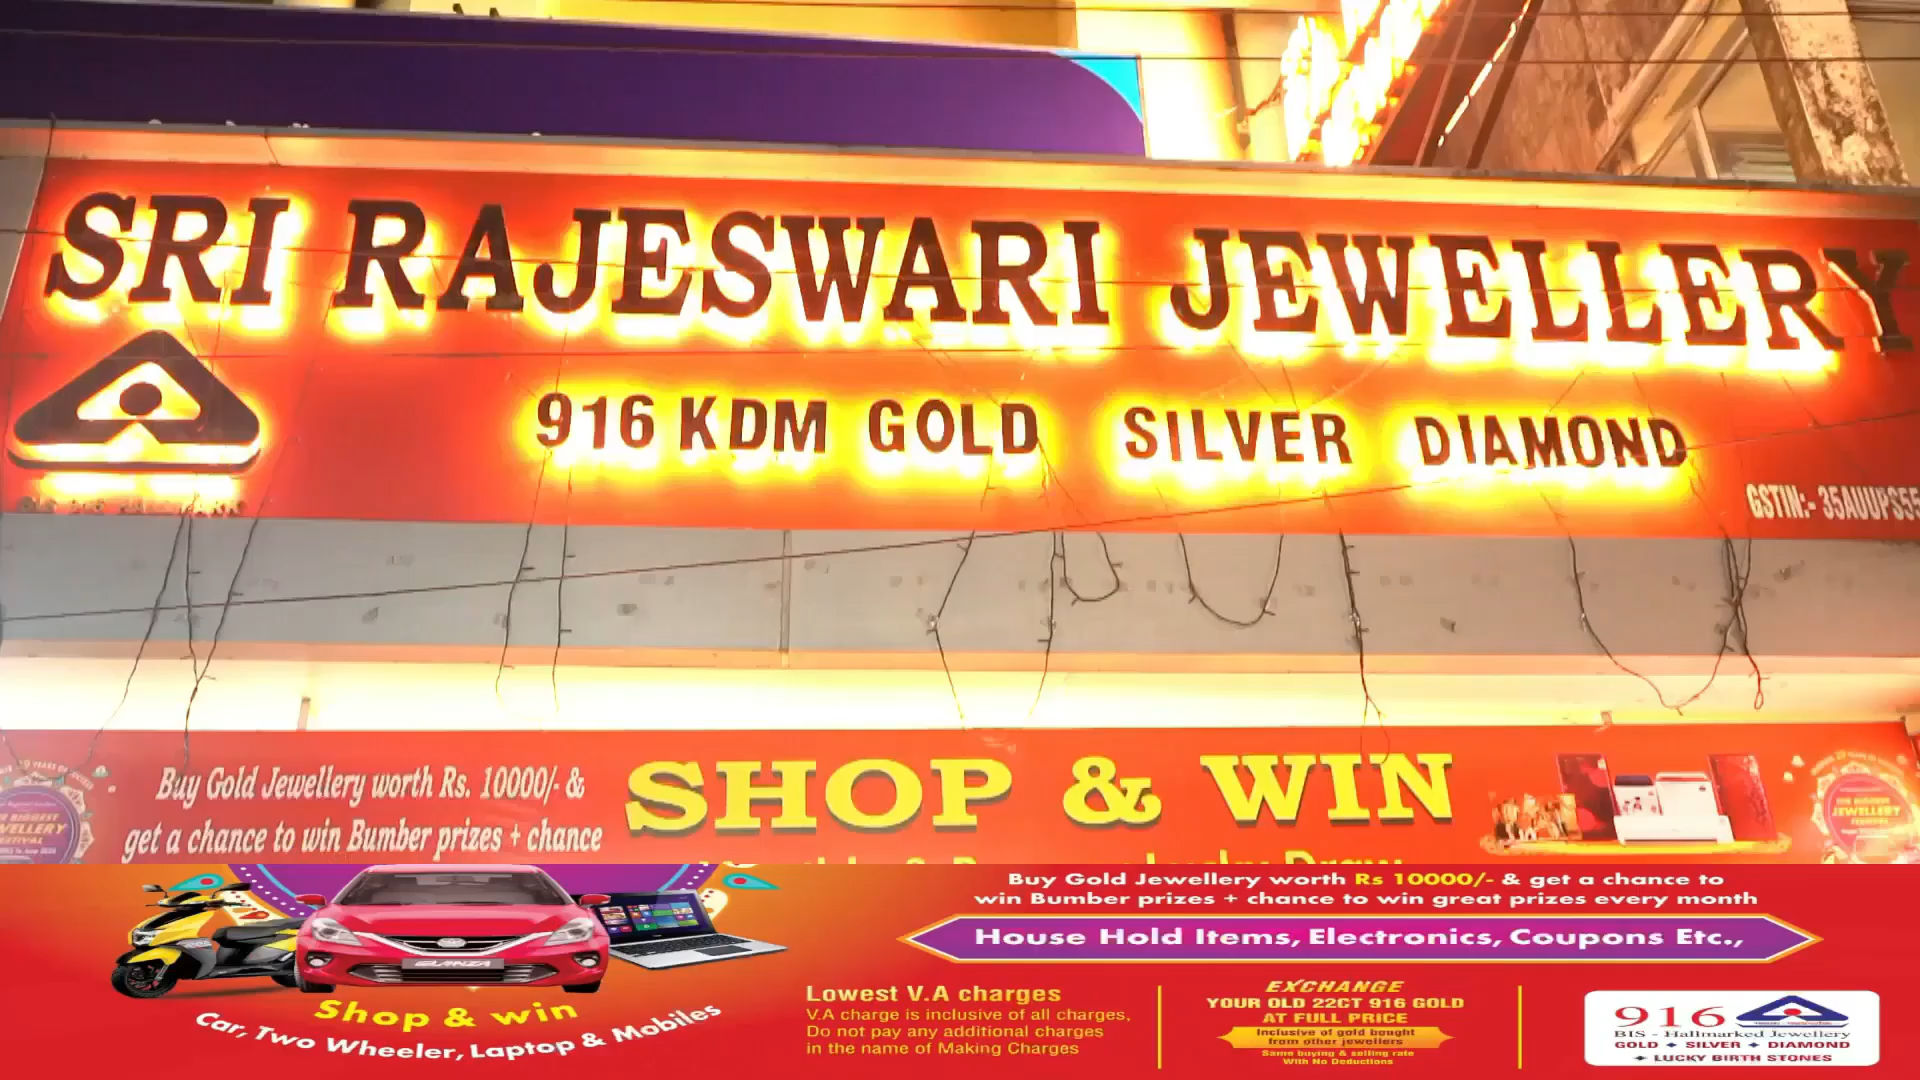 SRI RAJESWARI JEWELLERY
916 KDM GOLD SILVER DIAMOND
GSTIN:- 35AUUPS55
Buy Gold Jewellery worth Rs. 10000/- &
get a chance to win Bumber prizes + chance
SHOP & WIN
JEWELLERY
Buy Gold Jewellery worth Rs 10000/- & get a chance to
win Bumber prizes + chance to win great prizes every month
House Hold Items, Electronics, Coupons Etc.,
GLANZA
Shop & win
Car, Two Wheeler, Laptop & Mobiles
Lowest V.A charges
V.A charge is inclusive of all charges,
Do not pay any additional charges
in the name of Making Charges
EXCHANGE
YOUR OLD 22CT 916 GOLD
AT FULL PRICE
Inclusive of gold bought
from other jewellers
Same buying & selling rate
With No Deductions
916
BIS - Hallmarked Jewellery
GOLD ✦ SILVER ✦ DIAMOND
✦ LUCKY BIRTH STONES